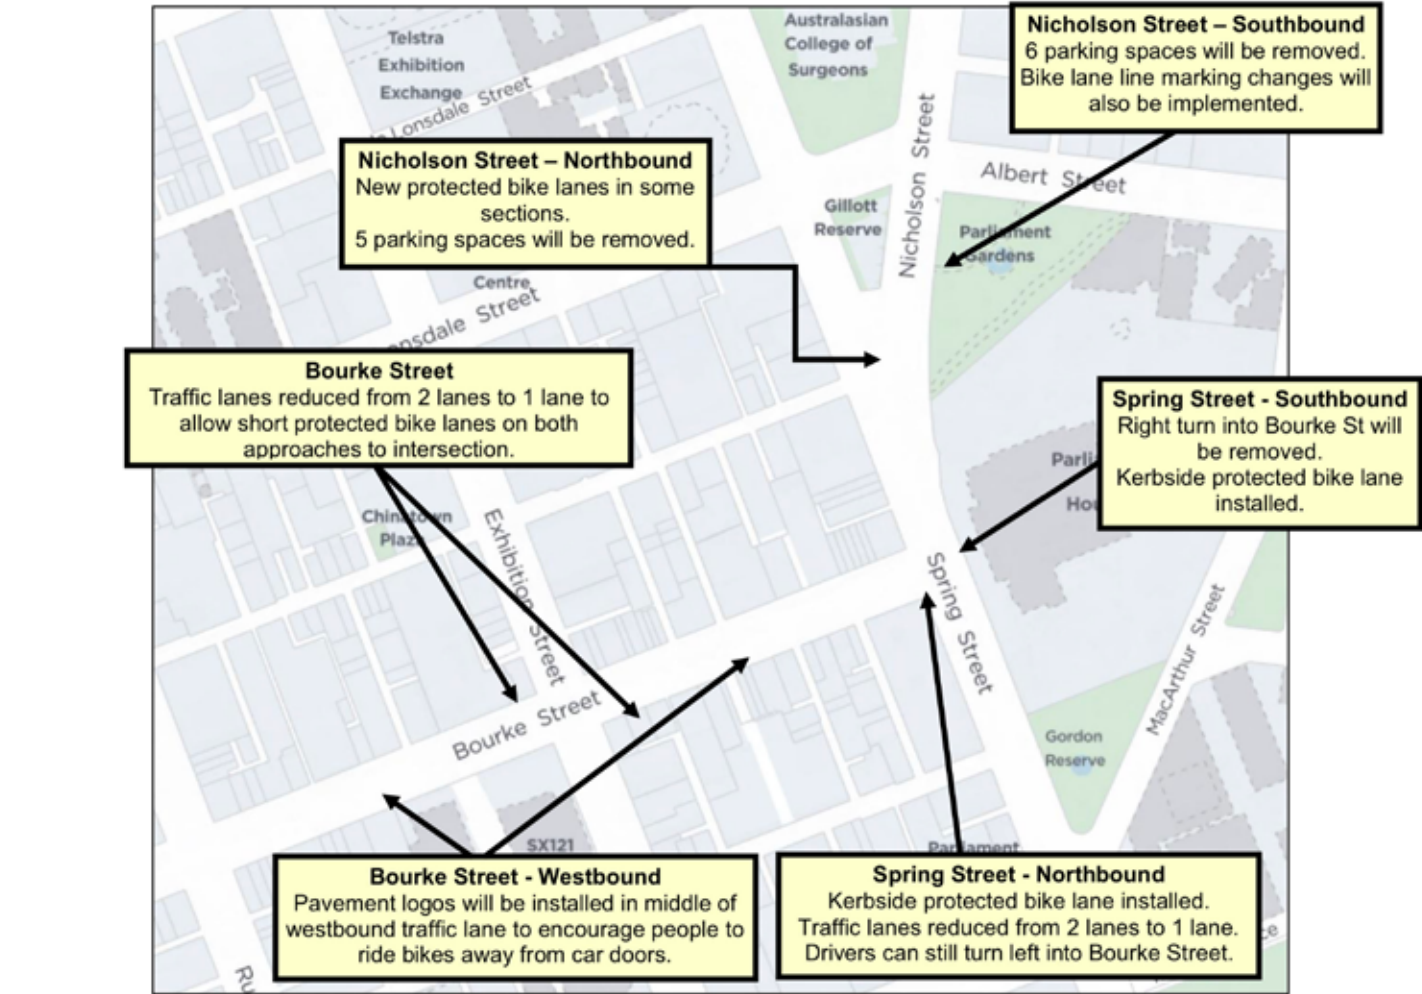 Telstra
Exhibition
Exchange
Lonsdale Street
Australasian
College of
Surgeons
Nicholson Street – Southbound
6 parking spaces will be removed.
Bike lane line marking changes will
also be implemented.
Nicholson Street – Northbound
New protected bike lanes in some
sections.
5 parking spaces will be removed.
Nicholson Street
Albert Street
Gillott
Reserve
Parliament
Gardens
Centre
onsdale Street
Bourke Street
Traffic lanes reduced from 2 lanes to 1 lane to
allow short protected bike lanes on both
approaches to intersection.
Spring Street - Southbound
Right turn into Bourke St will
be removed.
Kerbside protected bike lane
installed.
Parli
Hou
Chinatown
Plaza
Exhibition Street
Spring Street
MacArthur Street
Bourke Street
Gordon
Reserve
SX121
Parliament
Bourke Street - Westbound
Pavement logos will be installed in middle of
westbound traffic lane to encourage people to
ride bikes away from car doors.
Spring Street - Northbound
Kerbside protected bike lane installed.
Traffic lanes reduced from 2 lanes to 1 lane.
Drivers can still turn left into Bourke Street.
ce
Ru